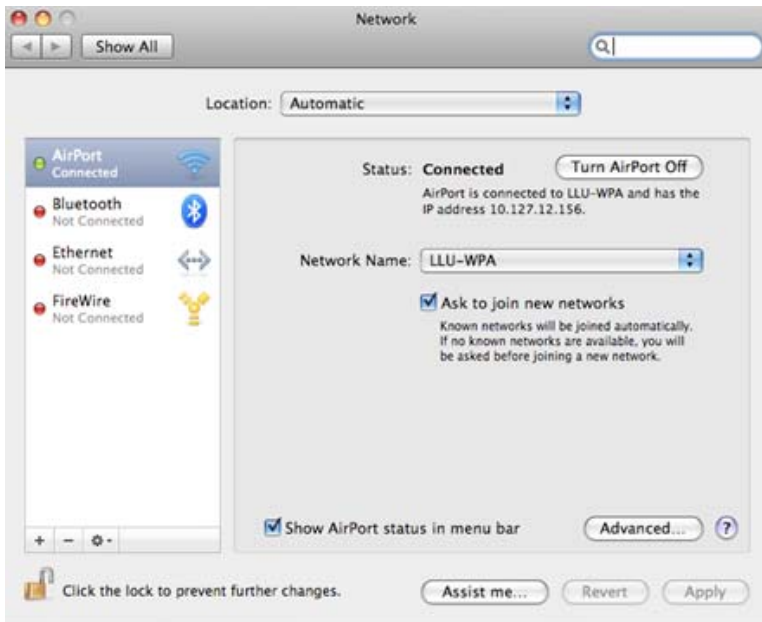 Network
Show All
Location: Automatic
AirPort
Connected
Bluetooth
Not Connected
Ethernet
Not Connected
FireWire
Not Connected
Status: Connected
Turn AirPort Off
AirPort is connected to LLU-WPA and has the
IP address 10.127.12.156.
Network Name: LLU-WPA
Ask to join new networks
Known networks will be joined automatically.
If no known networks are available, you will
be asked before joining a new network.
Show AirPort status in menu bar
Advanced...
?
Click the lock to prevent further changes.
Assist me...
Revert
Apply